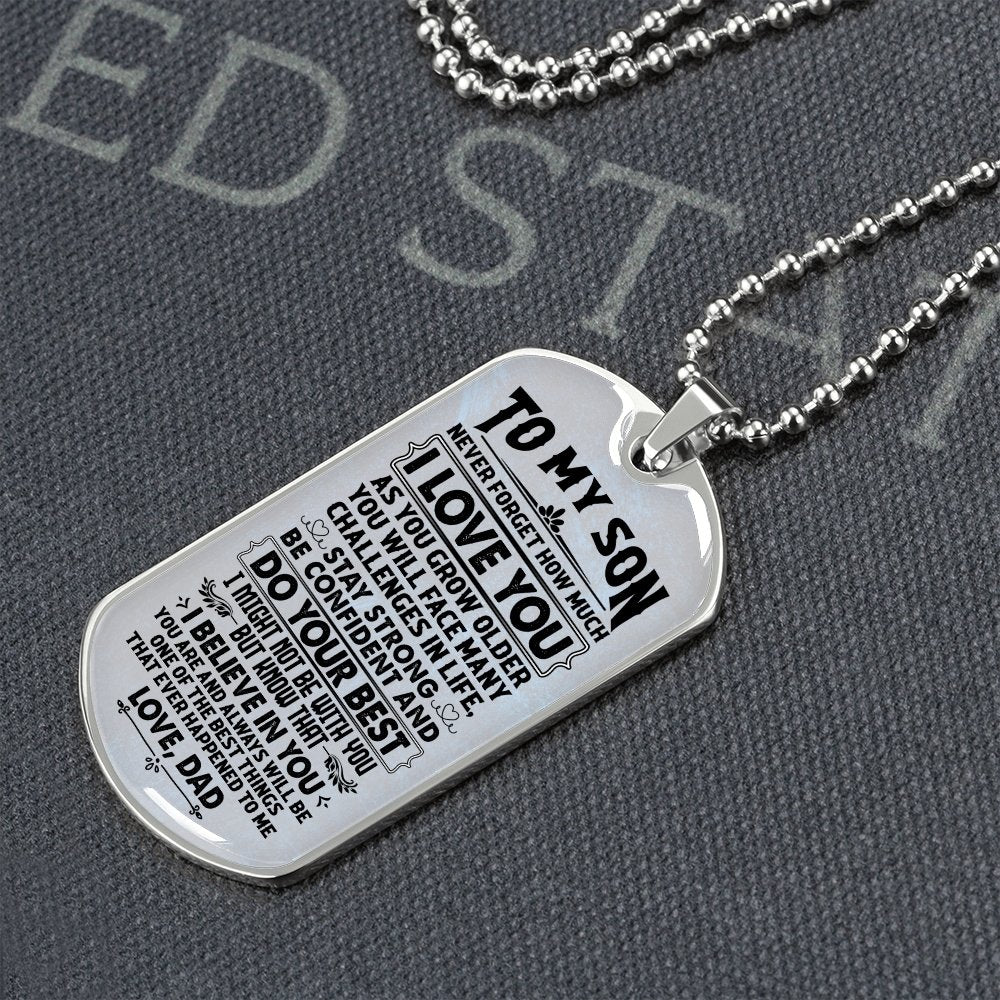 ED STA
TO MY SON
NEVER FORGET HOW MUCH
I LOVE YOU
AS YOU GROW OLDER
YOU WILL FACE MANY
CHALLENGES IN LIFE,
STAY STRONG
BE CONFIDENT AND
DO YOUR BEST
I MIGHT NOT BE WITH YOU
BUT KNOW THAT
I BELIEVE IN YOU
YOU ARE AND ALWAYS WILL BE
ONE OF THE BEST THINGS
THAT EVER HAPPENED TO ME
LOVE, DAD